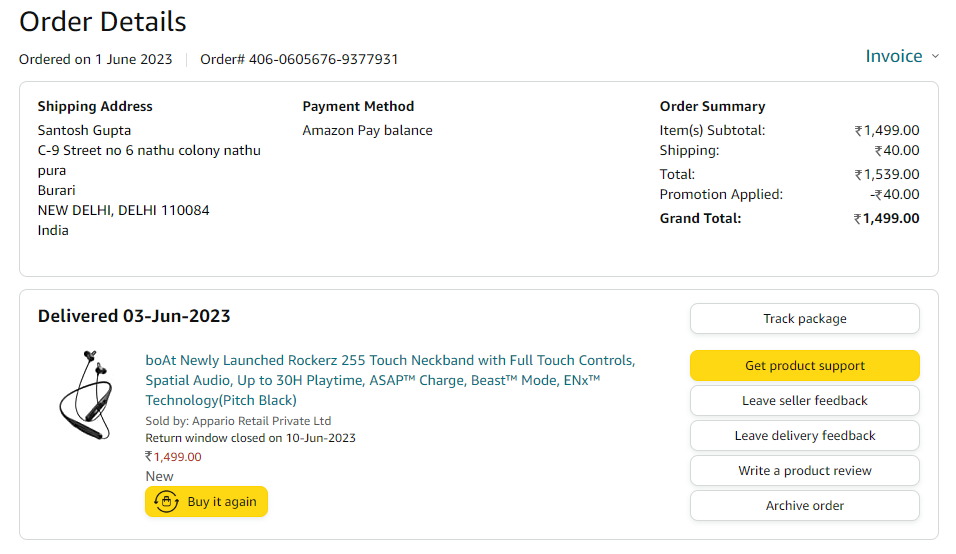 Order Details
Ordered on 1 June 2023 Order# 406-0605676-9377931
Invoice
Shipping Address
Santosh Gupta
C-9 Street no 6 nathu colony nathu
pura
Burari
NEW DELHI, DELHI 110084
India
Payment Method
Amazon Pay balance
Order Summary
Item(s) Subtotal: ₹1,499.00
Shipping: ₹40.00
Total: ₹1,539.00
Promotion Applied: -₹40.00
Grand Total: ₹1,499.00
Delivered 03-Jun-2023
boAt Newly Launched Rockerz 255 Touch Neckband with Full Touch Controls,
Spatial Audio, Up to 30H Playtime, ASAP™ Charge, Beast™ Mode, ENx™
Technology(Pitch Black)
Sold by: Appario Retail Private Ltd
Return window closed on 10-Jun-2023
₹1,499.00
New
Buy it again
Track package
Get product support
Leave seller feedback
Leave delivery feedback
Write a product review
Archive order